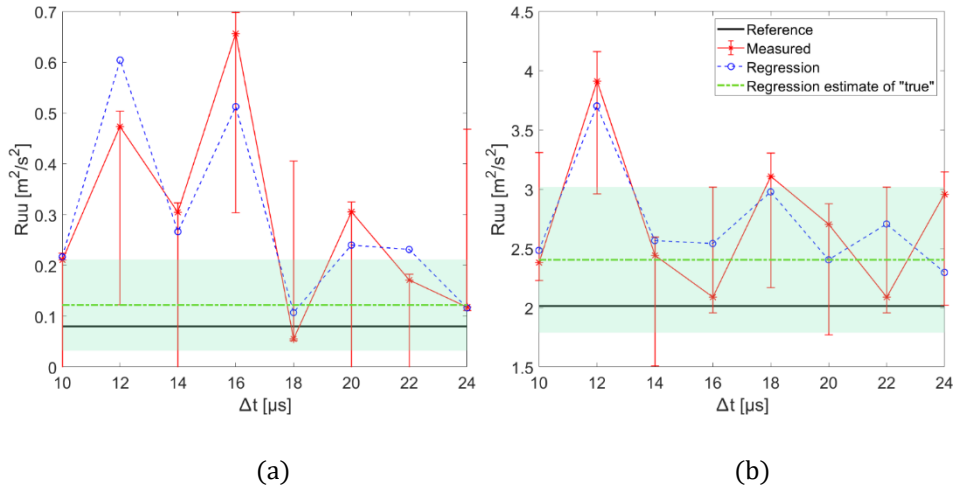 0.7
0.6
0.5
0.4
0.3
0.2
0.1
0
Ruu [m²/s²]
10 12 14 16 18 20 22 24
Δt [μs]
(a)
4.5
4
3.5
3
2.5
2
1.5
Ruu [m²/s²]
Reference
Measured
Regression
Regression estimate of "true"
10 12 14 16 18 20 22 24
Δt [μs]
(b)